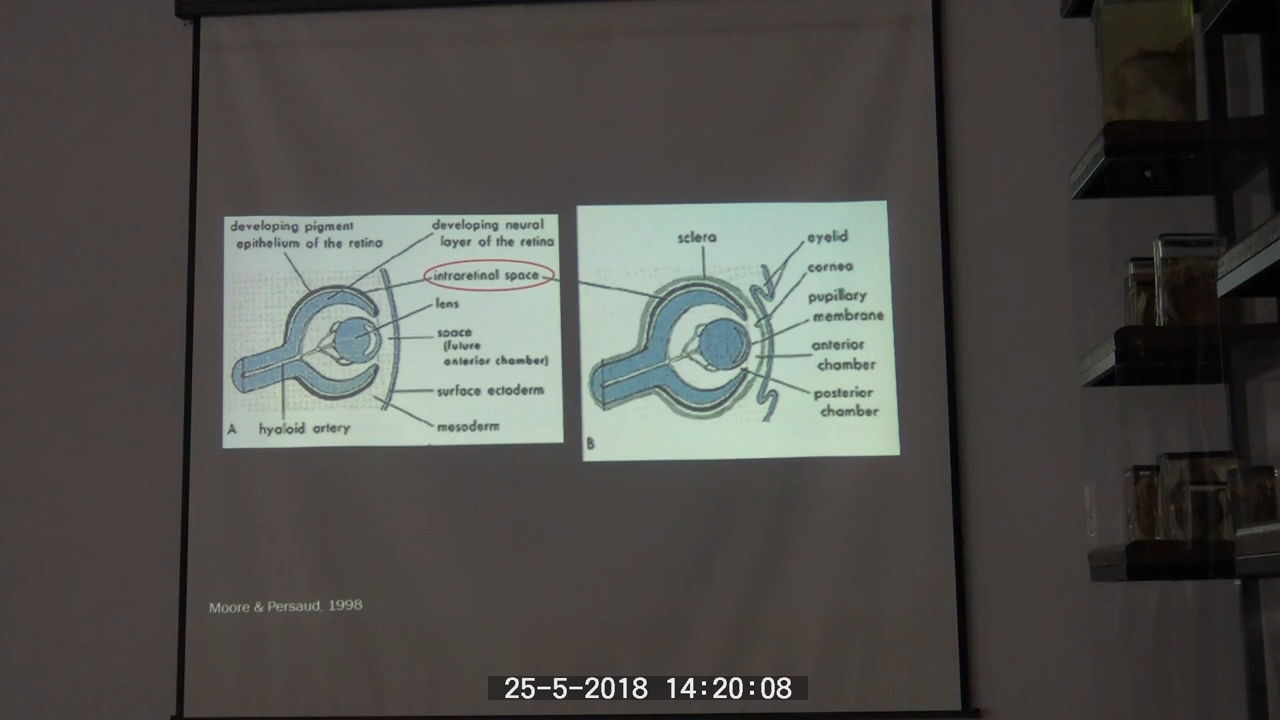 developing pigment
epithelium of the retina
developing neural
layer of the retina
intraretinal space
lens
space
(future
anterior chamber)
surface ectoderm
mesoderm
A
hyaloid artery
sclera
eyelid
cornea
pupillary
membrane
anterior
chamber
posterior
chamber
B
Moore & Persaud, 1998
25-5-2018 14:20:08